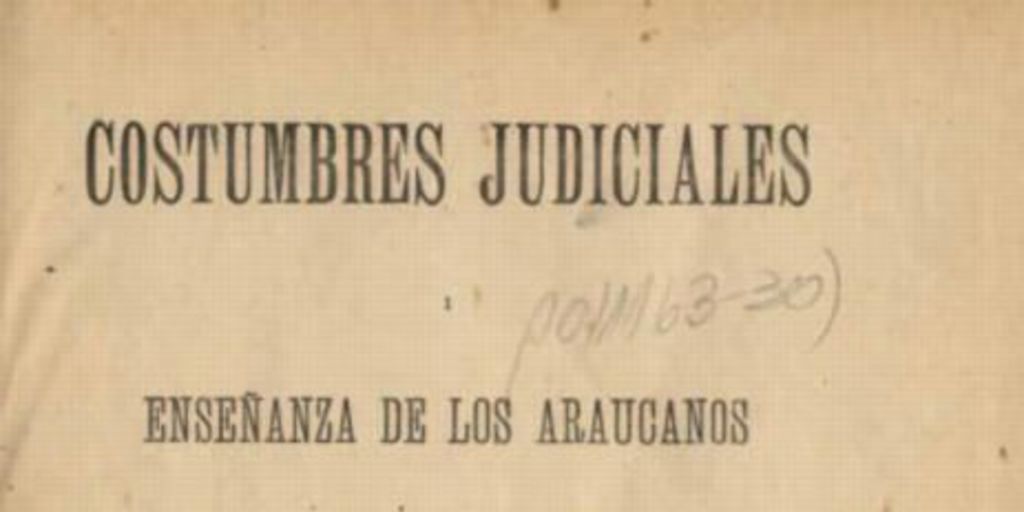 COSTUMBRES JUDICIALES
I
ENSEÑANZA DE LOS ARAUCANOS